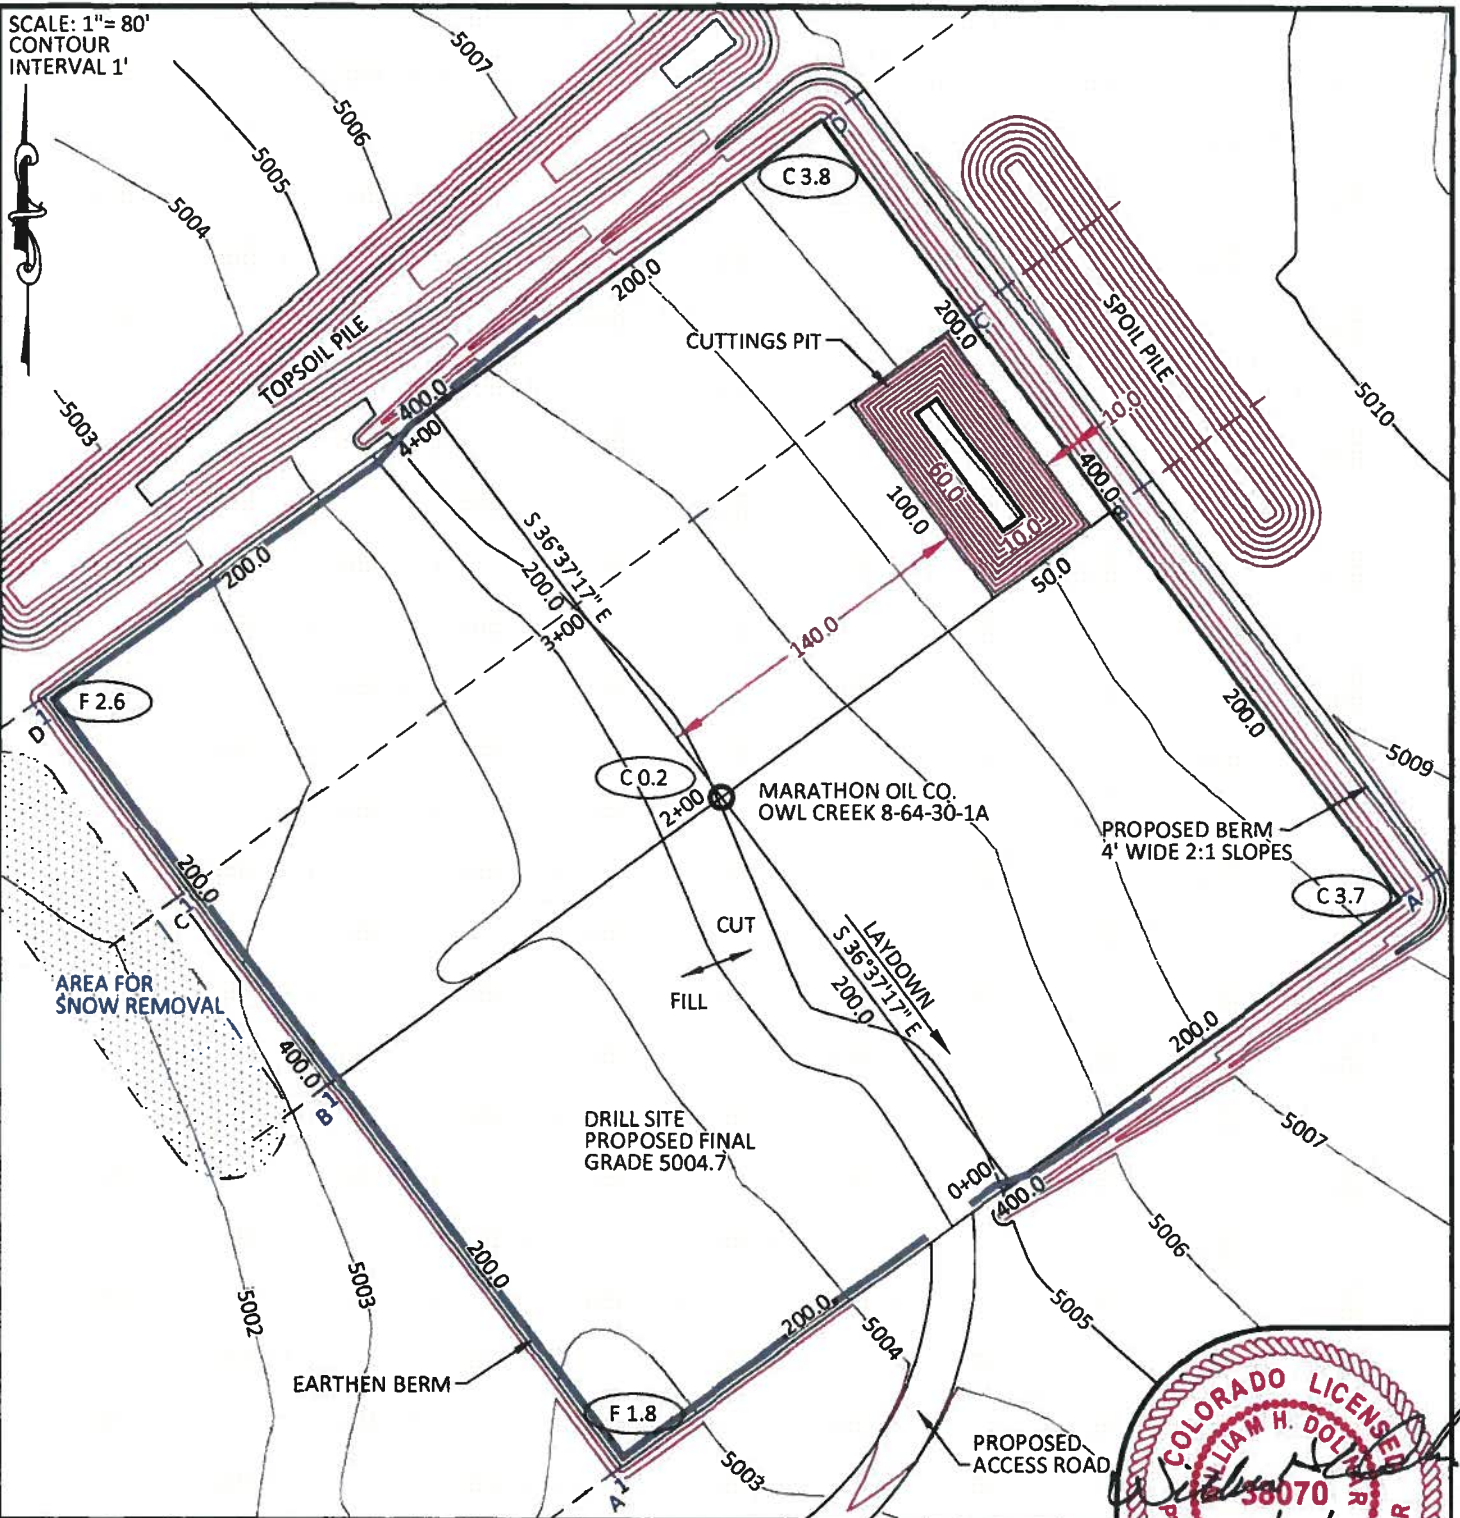 SCALE: 1"= 80'
CONTOUR
INTERVAL 1'
5007
5006
5005
5004
5003
TOPSOIL PILE
D
C 3.8
200.0
CUTTINGS PIT
200.0
C
SPOIL PILE
5010
400.0
4+00
10.0
400.0
B
60.0
10.0
100.0
50.0
S 36°37'17" E
200.0
3+00
200.0
140.0
F 2.6
D1
200.0
5009
C 0.2
2+00
MARATHON OIL CO.
OWL CREEK 8-64-30-1A
PROPOSED BERM
4' WIDE 2:1 SLOPES
C 3.7
A
200.0
C1
CUT
FILL
LAYDOWN
S 36°37'17" E
200.0
AREA FOR
SNOW REMOVAL
200.0
400.0
B1
DRILL SITE
PROPOSED FINAL
GRADE 5004.7
5007
0+00
400.0
5006
5005
200.0
5003
5002
200.0
5004
EARTHEN BERM
F 1.8
5003
A1
PROPOSED
ACCESS ROAD
COLORADO LICENSED
38070